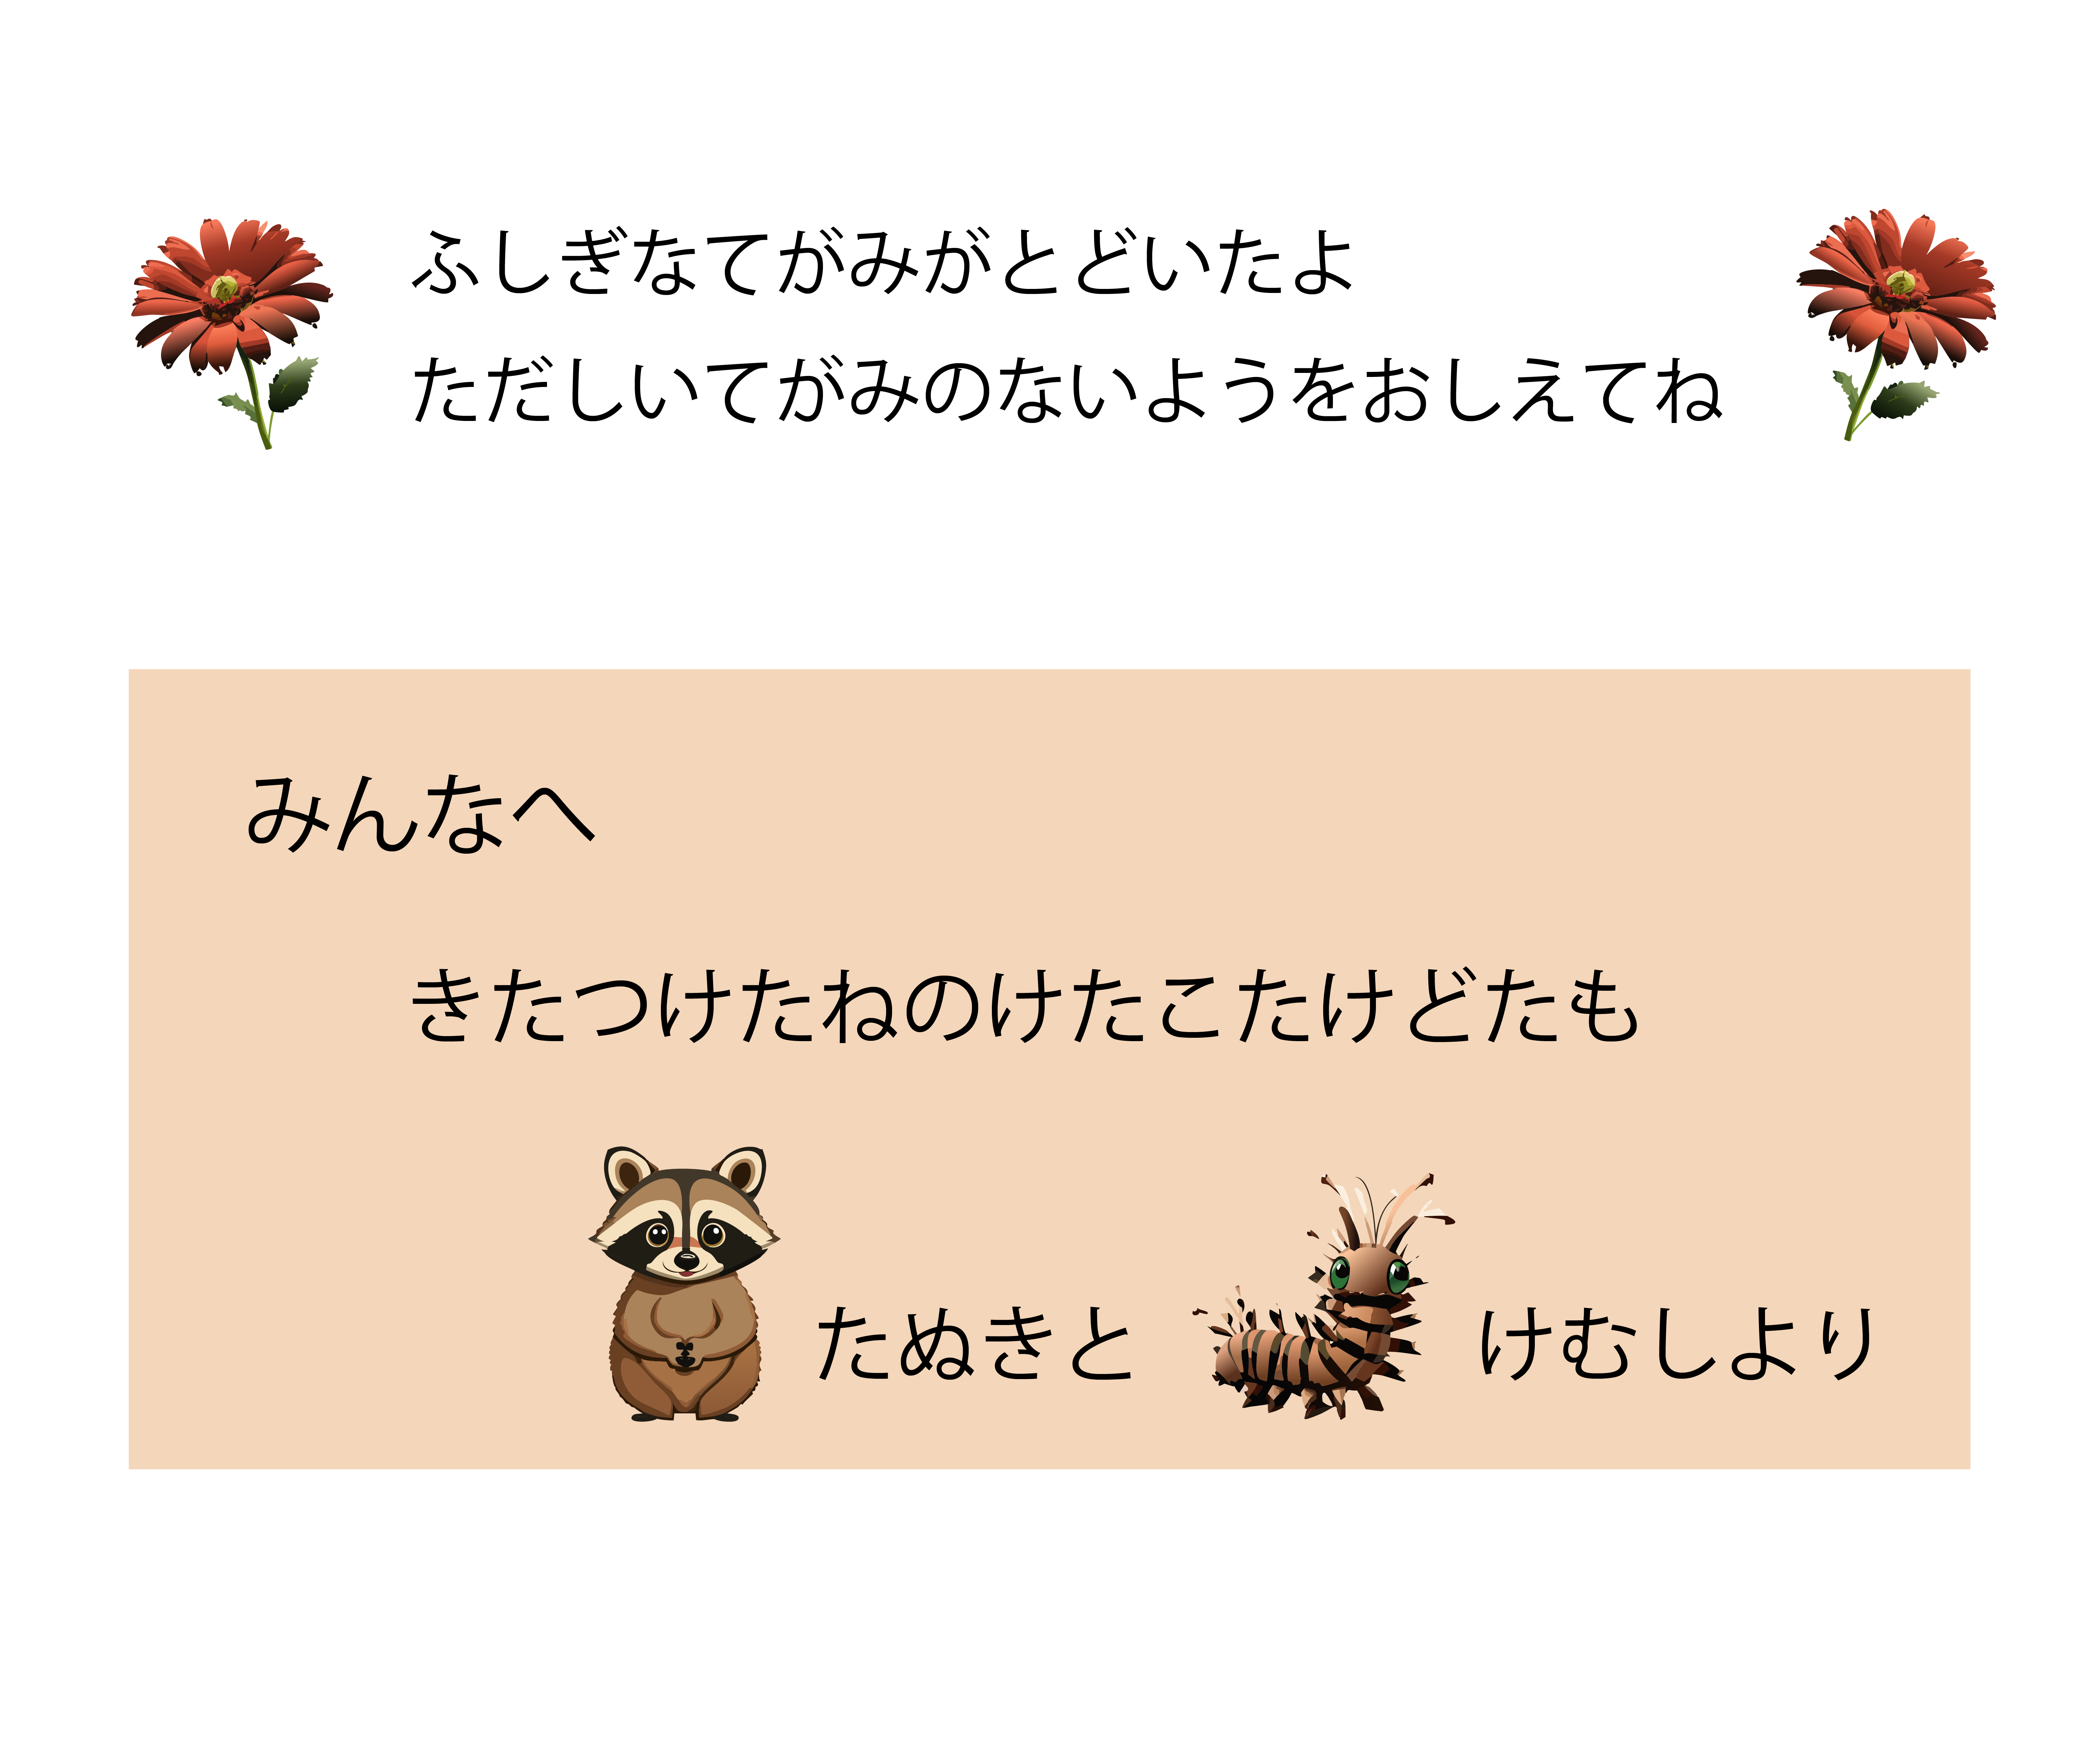 ふしぎなてがみがとどいたよ
ただしいてがみのないようをおしえてね
みんなへ
きたつけたねのけたこたけどたも
たぬきと けむしより